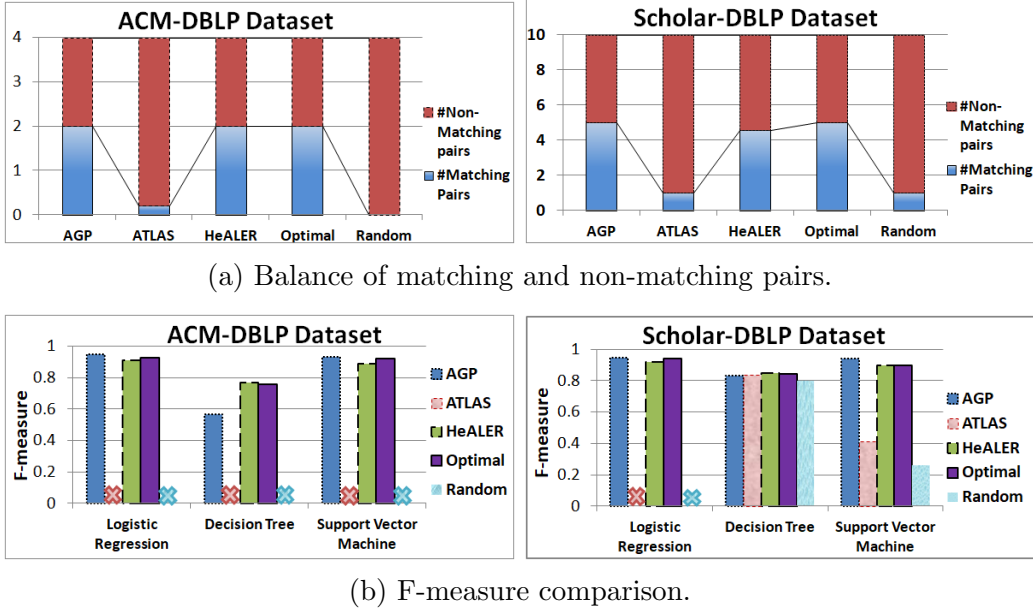 ACM-DBLP Dataset
4
3
2
1
0
AGP ATLAS HeALER Optimal Random
#Non-
Matching
pairs
#Matching
Pairs
Scholar-DBLP Dataset
10
8
6
4
2
0
AGP ATLAS HeALER Optimal Random
#Non-
Matching
pairs
#Matching
Pairs
(a) Balance of matching and non-matching pairs.
ACM-DBLP Dataset
F-measure
1
0.8
0.6
0.4
0.2
0
Logistic
Regression
Decision Tree
Support Vector
Machine
AGP
ATLAS
HeALER
Optimal
Random
Scholar-DBLP Dataset
F-measure
1
0.8
0.6
0.4
0.2
0
Logistic
Regression
Decision Tree
Support Vector
Machine
AGP
ATLAS
HeALER
Optimal
Random
(b) F-measure comparison.